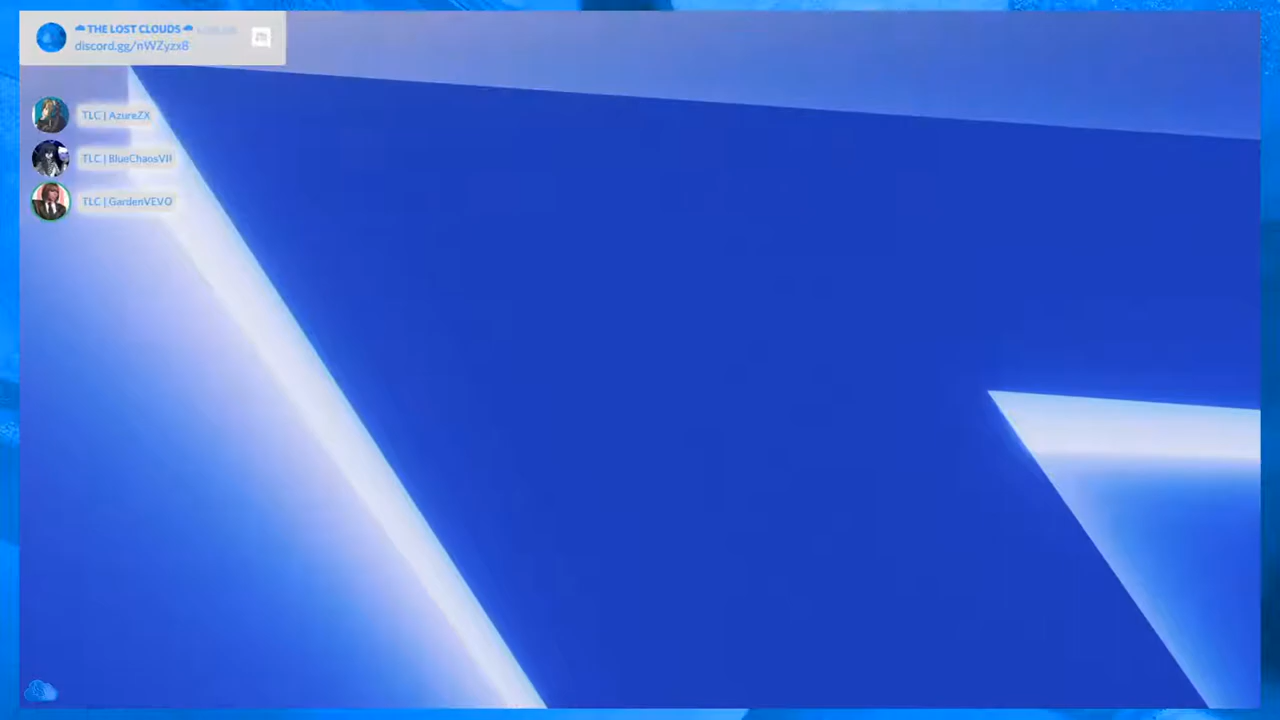 THE LOST CLOUDS
discord.gg/nWZyzx8
TLC | AzureZX
TLC | BlueChaosVII
TLC | GardenVEVO